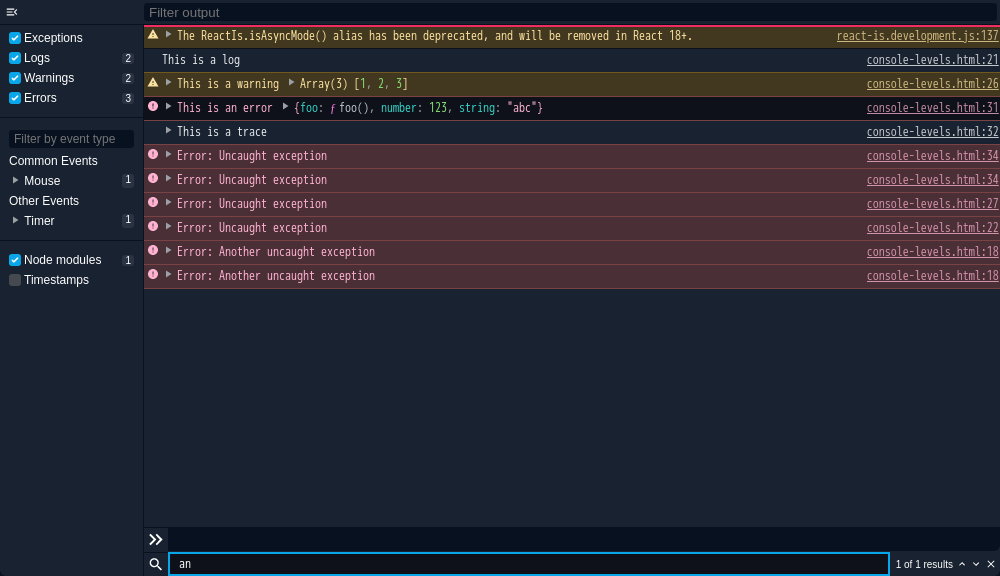 Filter output
Exceptions
Logs 2
Warnings 2
Errors 3
Filter by event type
Common Events
Mouse 1
Other Events
Timer 1
Node modules 1
Timestamps
The ReactIs.isAsyncMode() alias has been deprecated, and will be removed in React 18+. react-is.development.js:137
This is a log console-levels.html:21
This is a warning Array(3) [1, 2, 3] console-levels.html:26
This is an error {foo: ƒ foo(), number: 123, string: "abc"} console-levels.html:31
This is a trace console-levels.html:32
Error: Uncaught exception console-levels.html:34
Error: Uncaught exception console-levels.html:34
Error: Uncaught exception console-levels.html:27
Error: Uncaught exception console-levels.html:22
Error: Another uncaught exception console-levels.html:18
Error: Another uncaught exception console-levels.html:18
an 1 of 1 results